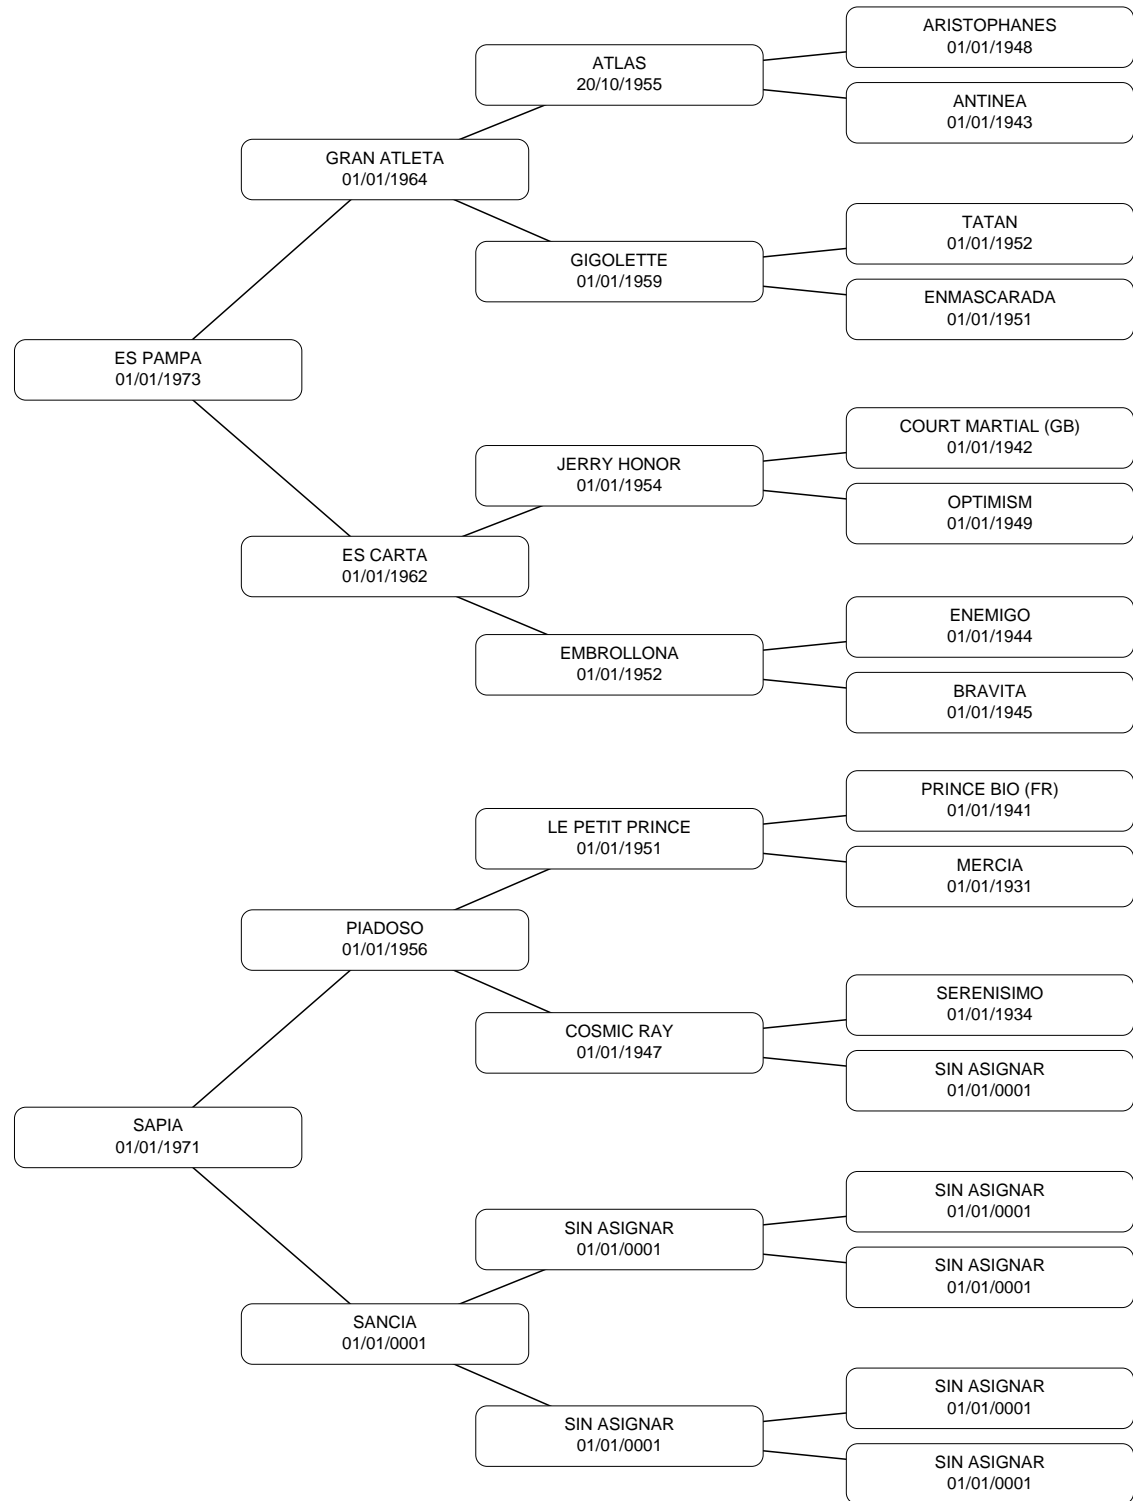 ARISTOPHANES
01/01/1948
ATLAS
20/10/1955
ANTINEA
01/01/1943
GRAN ATLETA
01/01/1964
TATAN
01/01/1952
GIGOLETTE
01/01/1959
ENMASCARADA
01/01/1951
ES PAMPA
01/01/1973
COURT MARTIAL (GB)
01/01/1942
JERRY HONOR
01/01/1954
OPTIMISM
01/01/1949
ES CARTA
01/01/1962
ENEMIGO
01/01/1944
EMBROLLONA
01/01/1952
BRAVITA
01/01/1945
PRINCE BIO (FR)
01/01/1941
LE PETIT PRINCE
01/01/1951
MERCIA
01/01/1931
PIADOSO
01/01/1956
SERENISIMO
01/01/1934
COSMIC RAY
01/01/1947
SIN ASIGNAR
01/01/0001
SAPIA
01/01/1971
SIN ASIGNAR
01/01/0001
SIN ASIGNAR
01/01/0001
SIN ASIGNAR
01/01/0001
SANCIA
01/01/0001
SIN ASIGNAR
01/01/0001
SIN ASIGNAR
01/01/0001
SIN ASIGNAR
01/01/0001